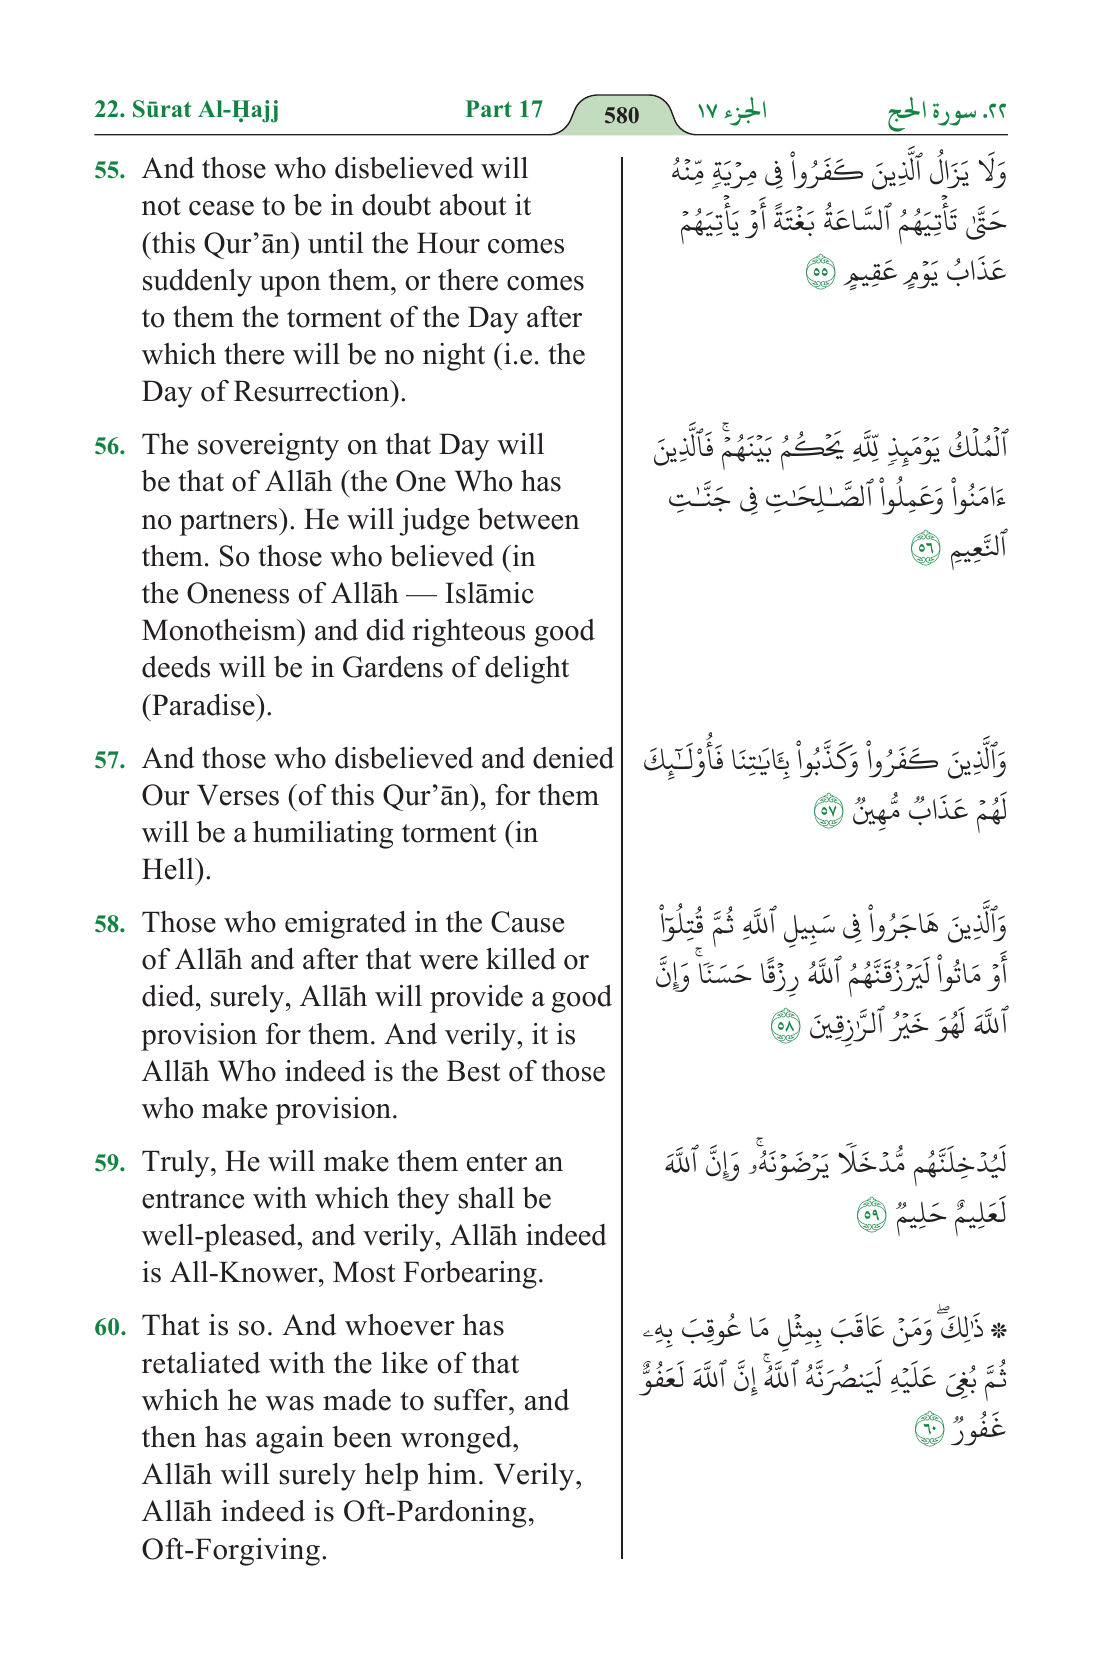 22. Sūrat Al-Ḥajj
Part 17
580
الجزء ١٧
٢٢. سورة الحج
55. And those who disbelieved will
not cease to be in doubt about it
(this Qur’ān) until the Hour comes
suddenly upon them, or there comes
to them the torment of the Day after
which there will be no night (i.e. the
Day of Resurrection).
وَلَا يَزَالُ ٱلَّذِينَ كَفَرُوا۟ فِى مِرْيَةٍ مِّنْهُ
حَتَّىٰ تَأْتِيَهُمُ ٱلسَّاعَةُ بَغْتَةً أَوْ يَأْتِيَهُمْ
عَذَابُ يَوْمٍ عَقِيمٍ ٥٥
56. The sovereignty on that Day will
be that of Allāh (the One Who has
no partners). He will judge between
them. So those who believed (in
the Oneness of Allāh — Islāmic
Monotheism) and did righteous good
deeds will be in Gardens of delight
(Paradise).
ٱلْمُلْكُ يَوْمَئِذٍ لِّلَّهِ يَحْكُمُ بَيْنَهُمْ ۚ فَٱلَّذِينَ
ءَامَنُوا۟ وَعَمِلُوا۟ ٱلصَّـٰلِحَـٰتِ فِى جَنَّـٰتِ
ٱلنَّعِيمِ ٥٦
57. And those who disbelieved and denied
Our Verses (of this Qur’ān), for them
will be a humiliating torment (in
Hell).
وَٱلَّذِينَ كَفَرُوا۟ وَكَذَّبُوا۟ بِـَٔايَـٰتِنَا فَأُو۟لَـٰٓئِكَ
لَهُمْ عَذَابٌ مُّهِينٌ ٥٧
58. Those who emigrated in the Cause
of Allāh and after that were killed or
died, surely, Allāh will provide a good
provision for them. And verily, it is
Allāh Who indeed is the Best of those
who make provision.
وَٱلَّذِينَ هَاجَرُوا۟ فِى سَبِيلِ ٱللَّهِ ثُمَّ قُتِلُوٓا۟
أَوْ مَاتُوا۟ لَيَرْزُقَنَّهُمُ ٱللَّهُ رِزْقًا حَسَنًا ۚ وَإِنَّ
ٱللَّهَ لَهُوَ خَيْرُ ٱلرَّٰزِقِينَ ٥٨
59. Truly, He will make them enter an
entrance with which they shall be
well-pleased, and verily, Allāh indeed
is All-Knower, Most Forbearing.
لَيُدْخِلَنَّهُم مُّدْخَلًا يَرْضَوْنَهُۥ ۚ وَإِنَّ ٱللَّهَ
لَعَلِيمٌ حَلِيمٌ ٥٩
60. That is so. And whoever has
retaliated with the like of that
which he was made to suffer, and
then has again been wronged,
Allāh will surely help him. Verily,
Allāh indeed is Oft-Pardoning,
Oft-Forgiving.
۞ ذَٰلِكَ ۖ وَمَنْ عَاقَبَ بِمِثْلِ مَا عُوقِبَ بِهِۦ
ثُمَّ بُغِىَ عَلَيْهِ لَيَنصُرَنَّهُ ٱللَّهُ ۚ إِنَّ ٱللَّهَ لَعَفُوٌّ
غَفُورٌ ٦٠